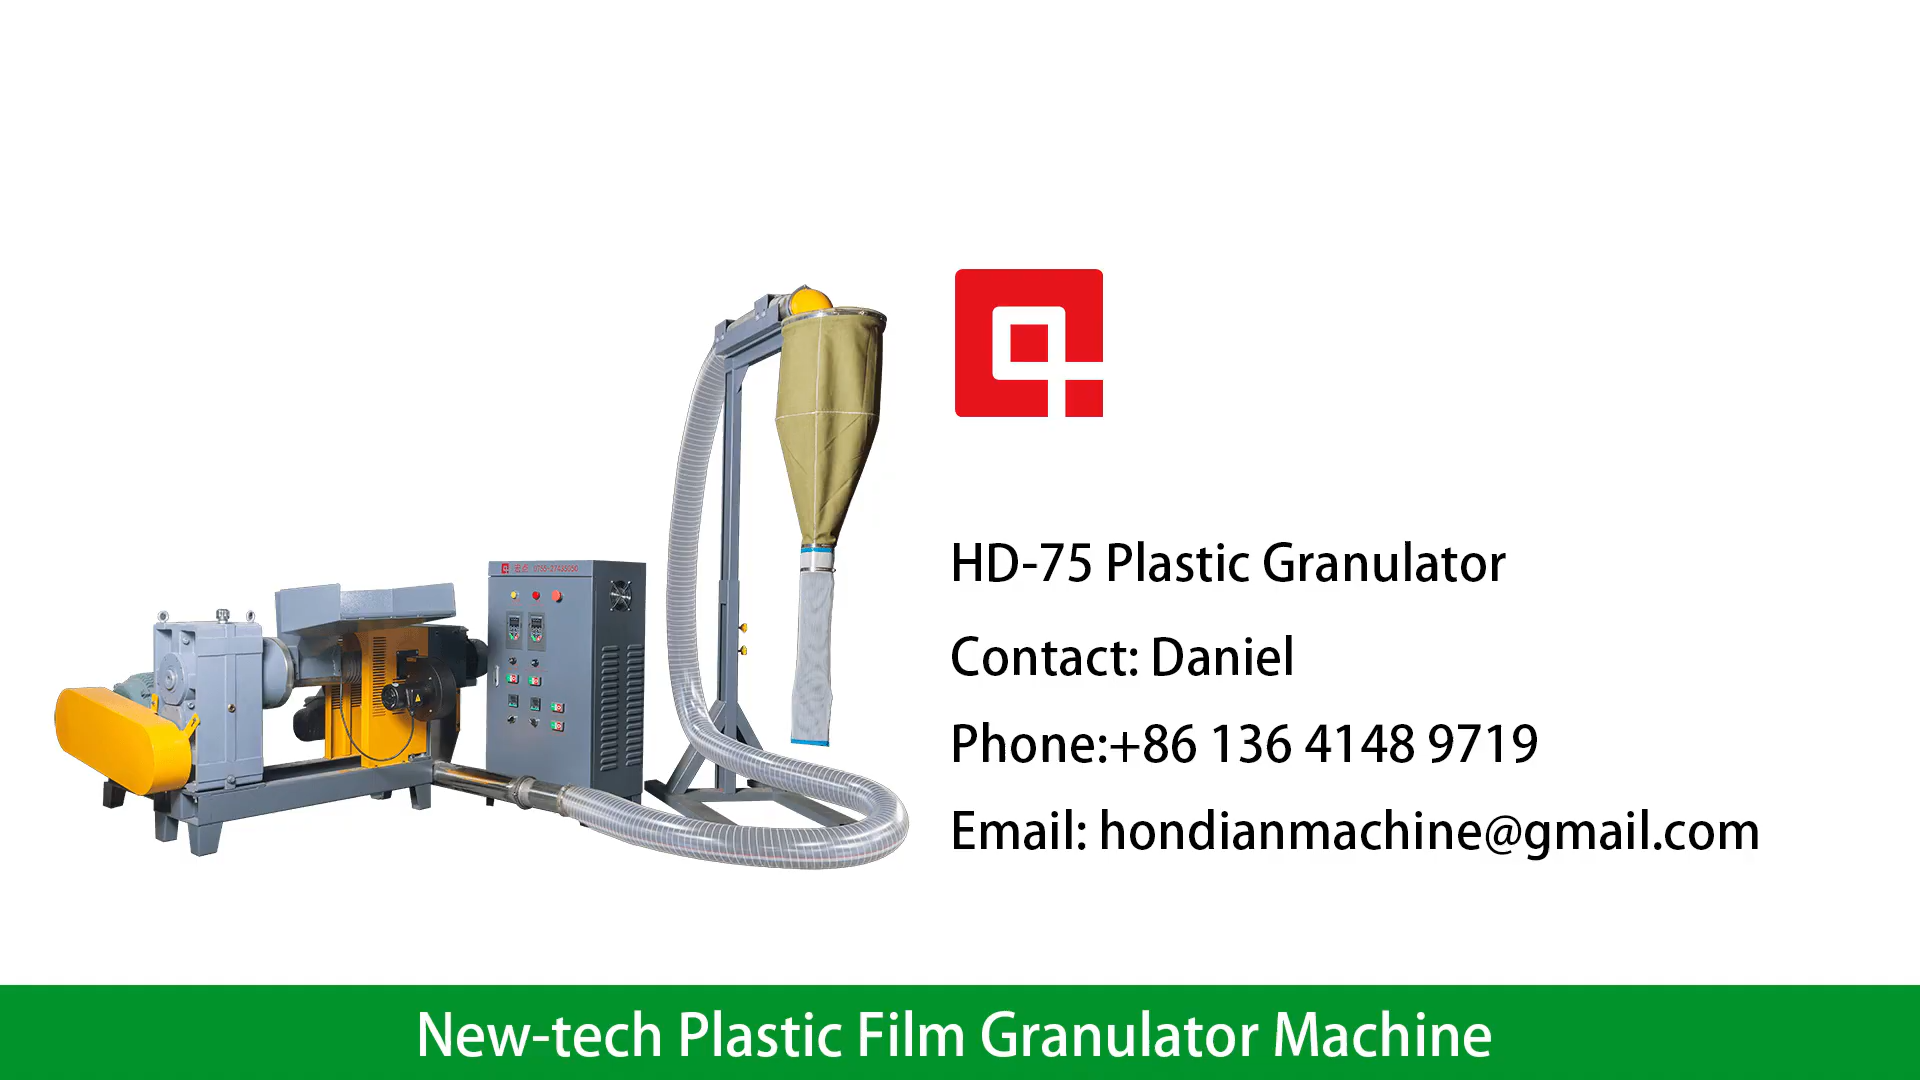 HD-75 Plastic Granulator
Contact: Daniel
Phone:+86 136 4148 9719
Email: hondianmachine@gmail.com
New-tech Plastic Film Granulator Machine